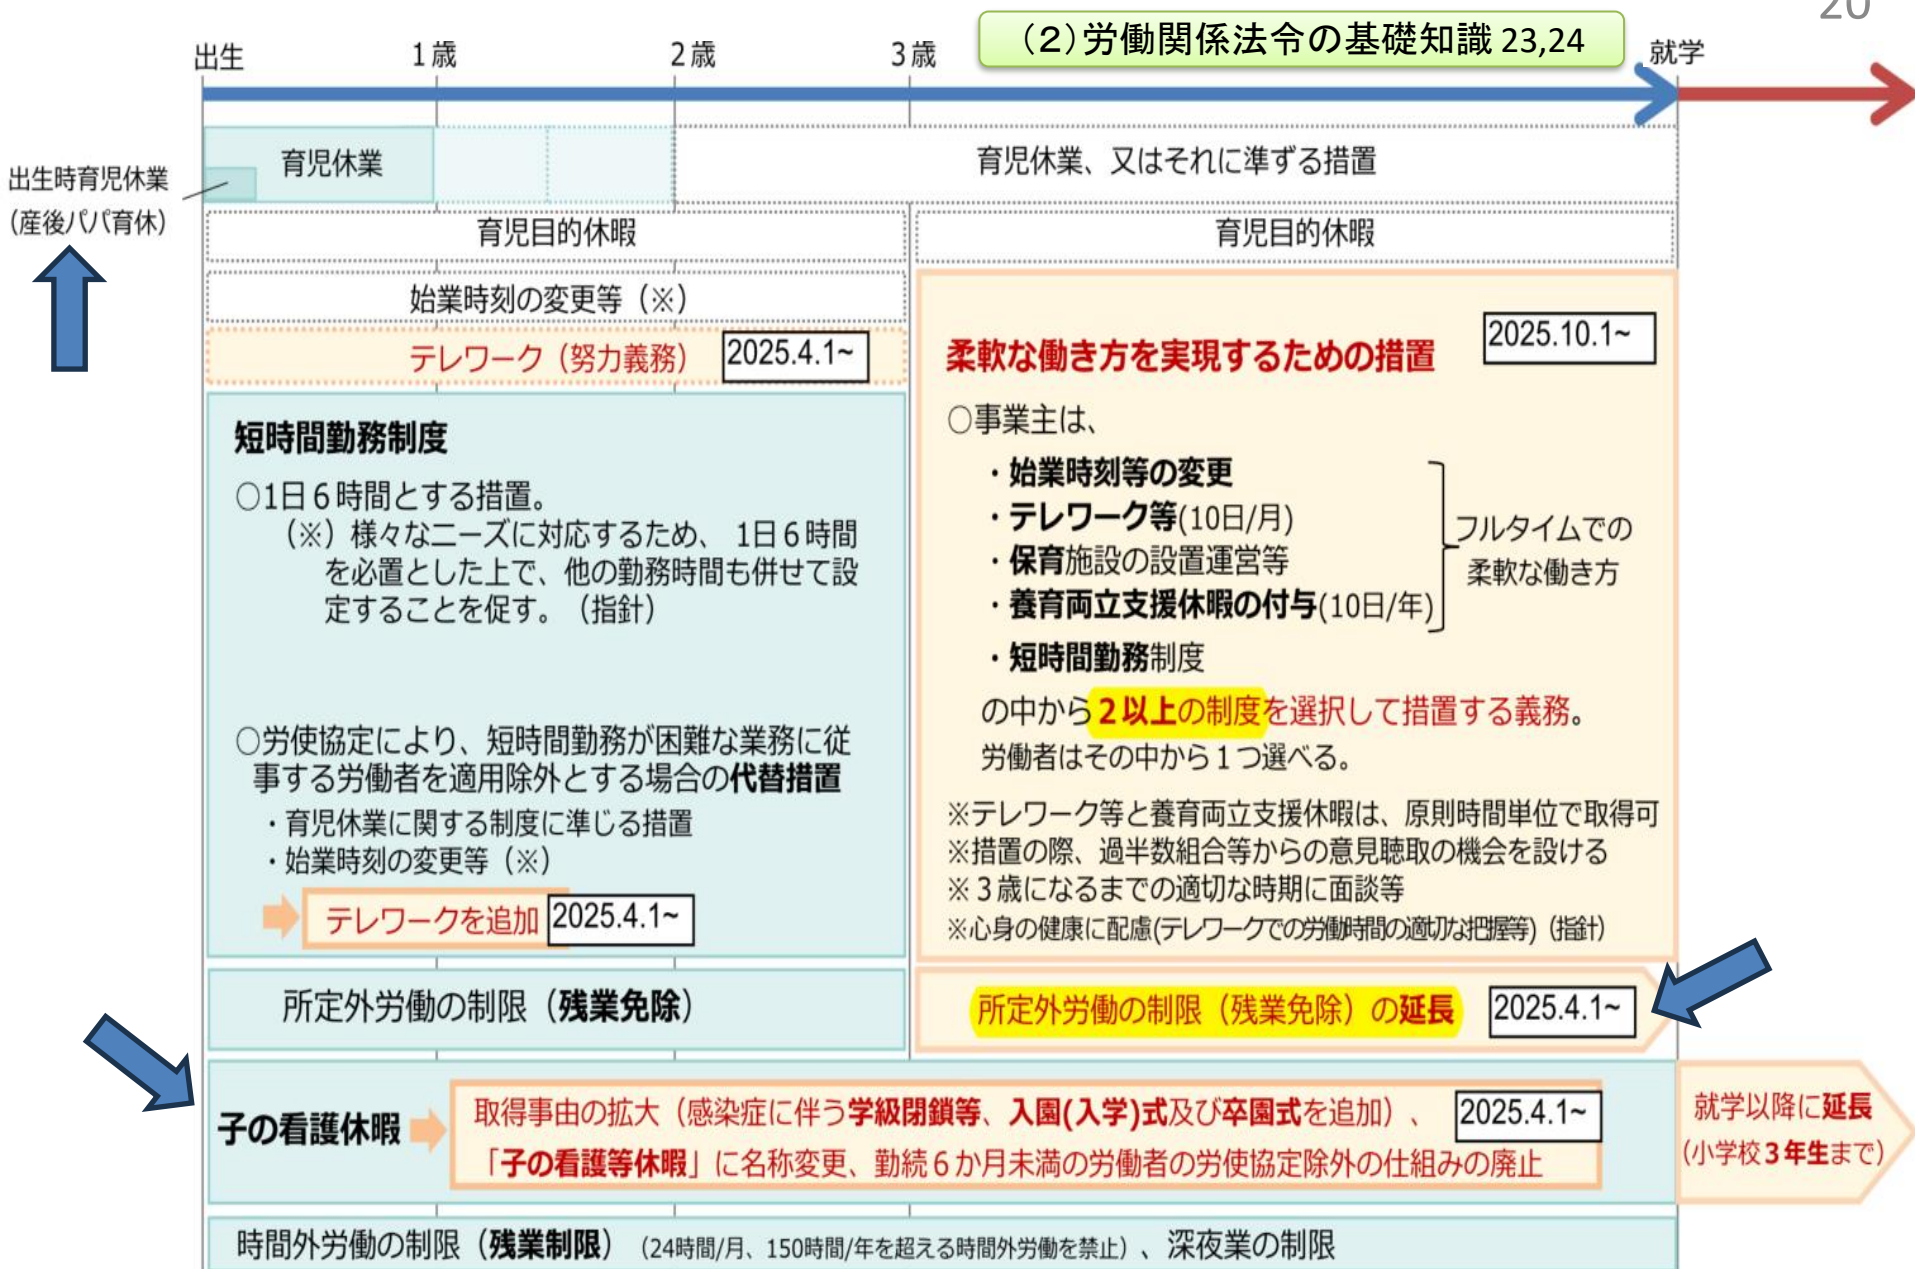 20
(2)労働関係法令の基礎知識 23,24
出生
1歳
2歳
3歳
就学
出生時育児休業
(産後パパ育休)
育児休業
育児休業、又はそれに準ずる措置
育児目的休暇
育児目的休暇
始業時刻の変更等(※)
テレワーク(努力義務)
2025.4.1~
短時間勤務制度
○1日6時間とする措置。
(※)様々なニーズに対応するため、 1日6時間
を必置とした上で、他の勤務時間も併せて設
定することを促す。(指針)
○労使協定により、短時間勤務が困難な業務に従
事する労働者を適用除外とする場合の代替措置
・育児休業に関する制度に準じる措置
・始業時刻の変更等(※)
テレワークを追加
2025.4.1~
柔軟な働き方を実現するための措置
2025.10.1~
○事業主は、
・始業時刻等の変更
・テレワーク等(10日/月)
・保育施設の設置運営等
・養育両立支援休暇の付与(10日/年)
フルタイムでの
柔軟な働き方
・短時間勤務制度
の中から2以上の制度を選択して措置する義務。
労働者はその中から1つ選べる。
※テレワーク等と養育両立支援休暇は、原則時間単位で取得可
※措置の際、過半数組合等からの意見聴取の機会を設ける
※3歳になるまでの適切な時期に面談等
※心身の健康に配慮(テレワークでの労働時間の適切な把握等)(指針)
所定外労働の制限(残業免除)
所定外労働の制限(残業免除)の延長
2025.4.1~
子の看護休暇
取得事由の拡大(感染症に伴う学級閉鎖等、入園(入学)式及び卒園式を追加)、
2025.4.1~
「子の看護等休暇」に名称変更、勤続6か月未満の労働者の労使協定除外の仕組みの廃止
就学以降に延長
(小学校3年生まで)
時間外労働の制限(残業制限)(24時間/月、150時間/年を超える時間外労働を禁止)、深夜業の制限